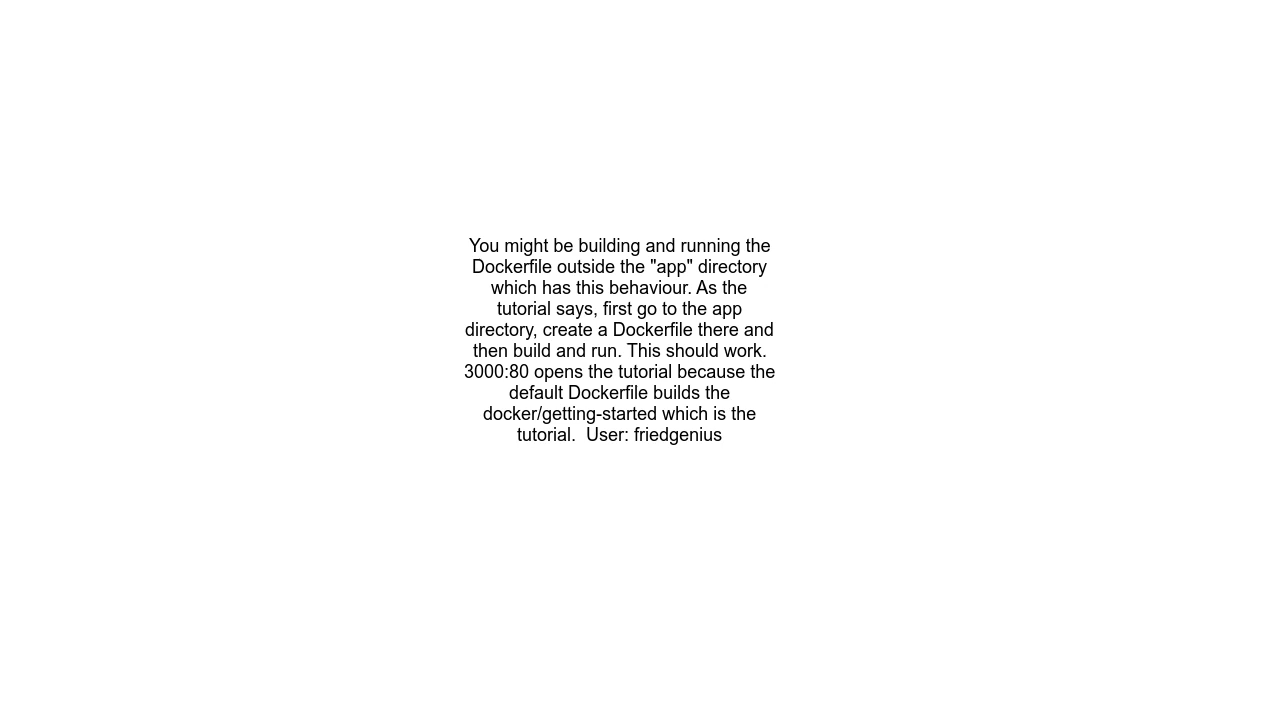 You might be building and running the
Dockerfile outside the "app" directory
which has this behaviour. As the
tutorial says, first go to the app
directory, create a Dockerfile there and
then build and run. This should work.
3000:80 opens the tutorial because the
default Dockerfile builds the
docker/getting-started which is the
tutorial.  User: friedgenius